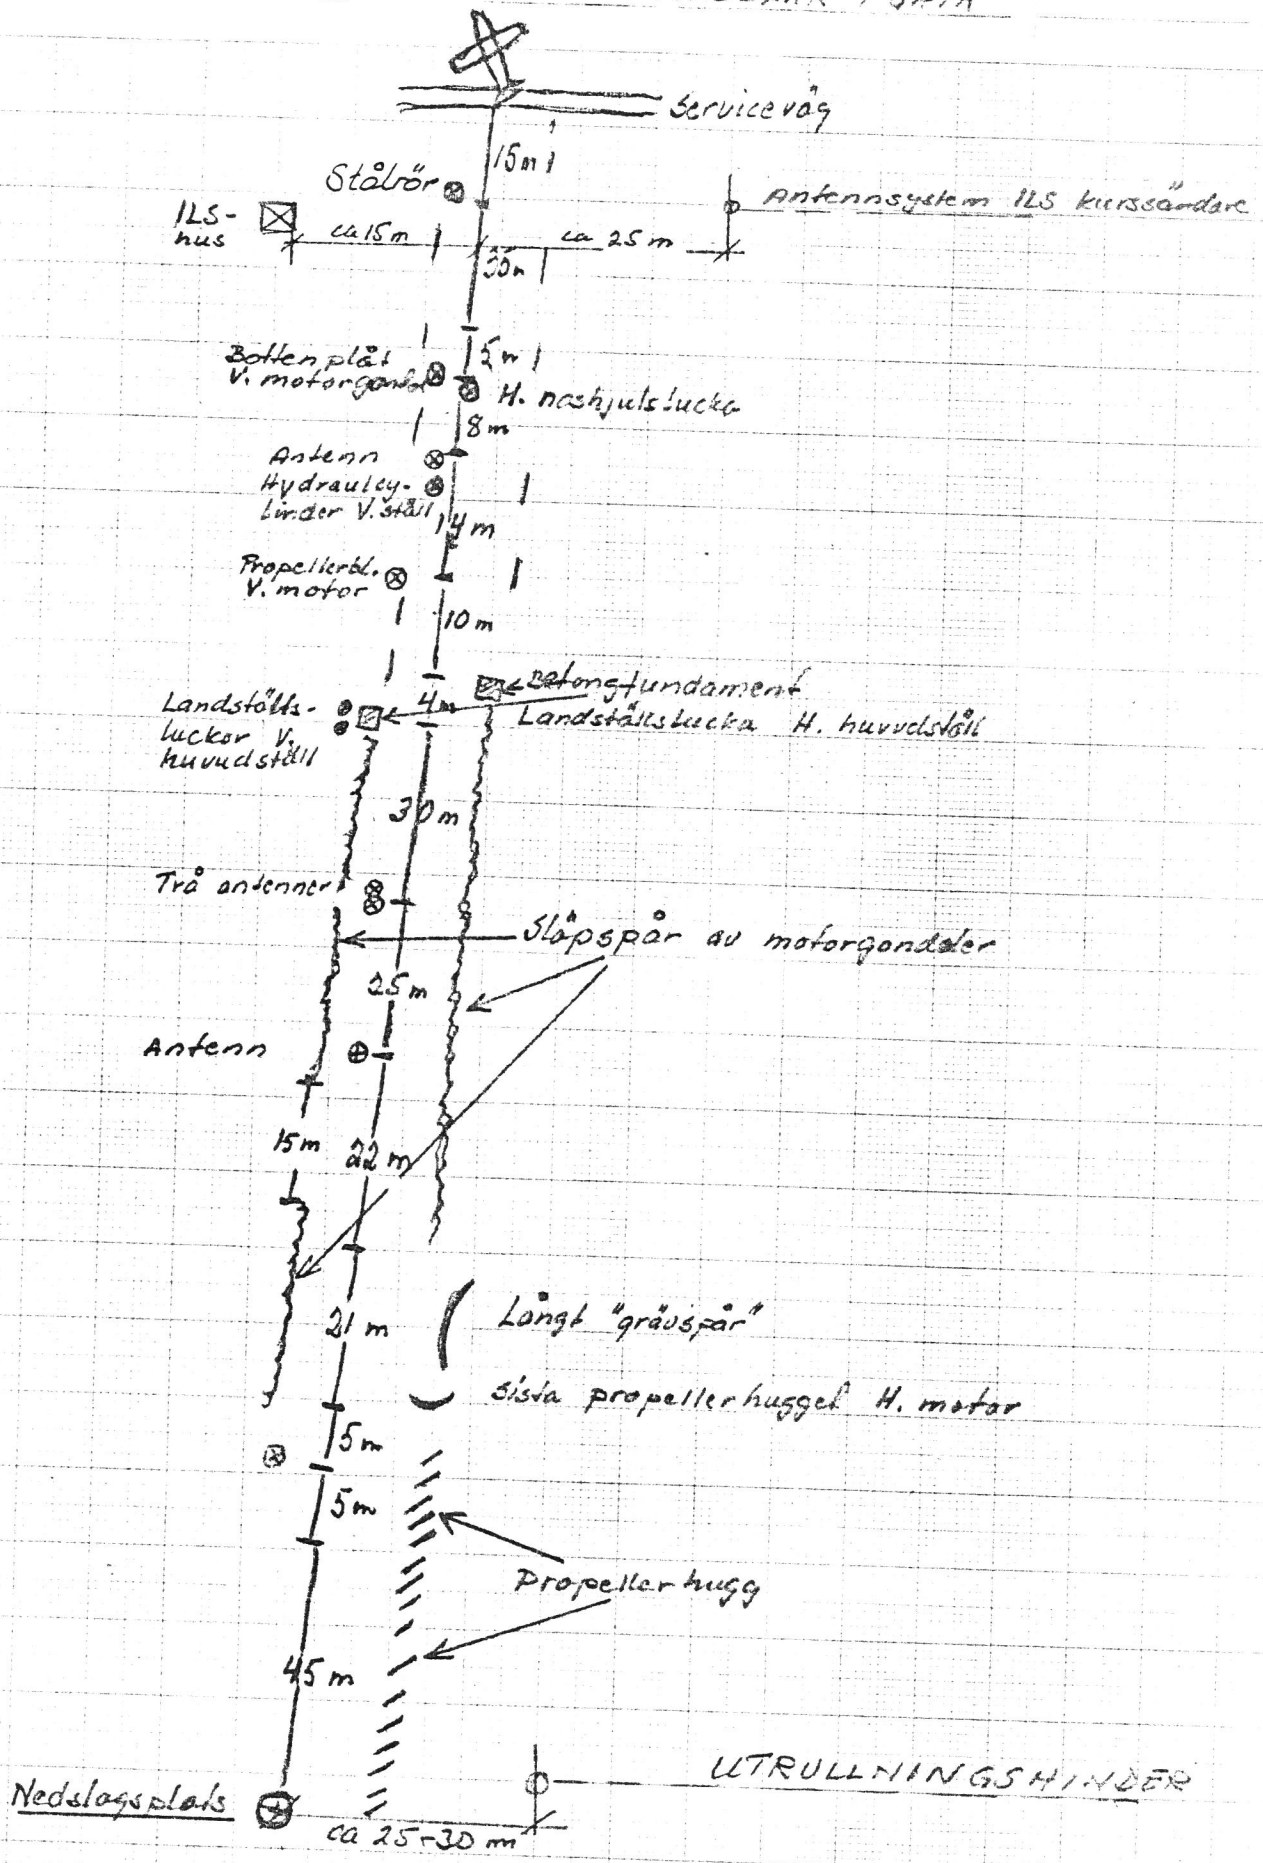 Serviceväg
15m
Stålrör
ILS-
hus
ca 15m
ca 25 m
Antennsystem ILS kurssändare
Bottenplåt
V. motorgondol
5m
H. noshjulslucka
8m
Antenn
Hydraulcy-
linder V. ställ
14m
Propellerbl.
V. motor
10m
Betongfundament
4m
Landställs-
luckor V.
huvudställ
Landställslucka H. huvudställ
30m
Två antenner
Släpspår av motorgondoler
25m
Antenn
15m
22m
21m
Långt "grävspår"
Sista propellerhugget H. motor
5m
5m
Propellerhugg
45m
UTRULLNINGSHINDER
Nedslagsplats
ca 25-30 m